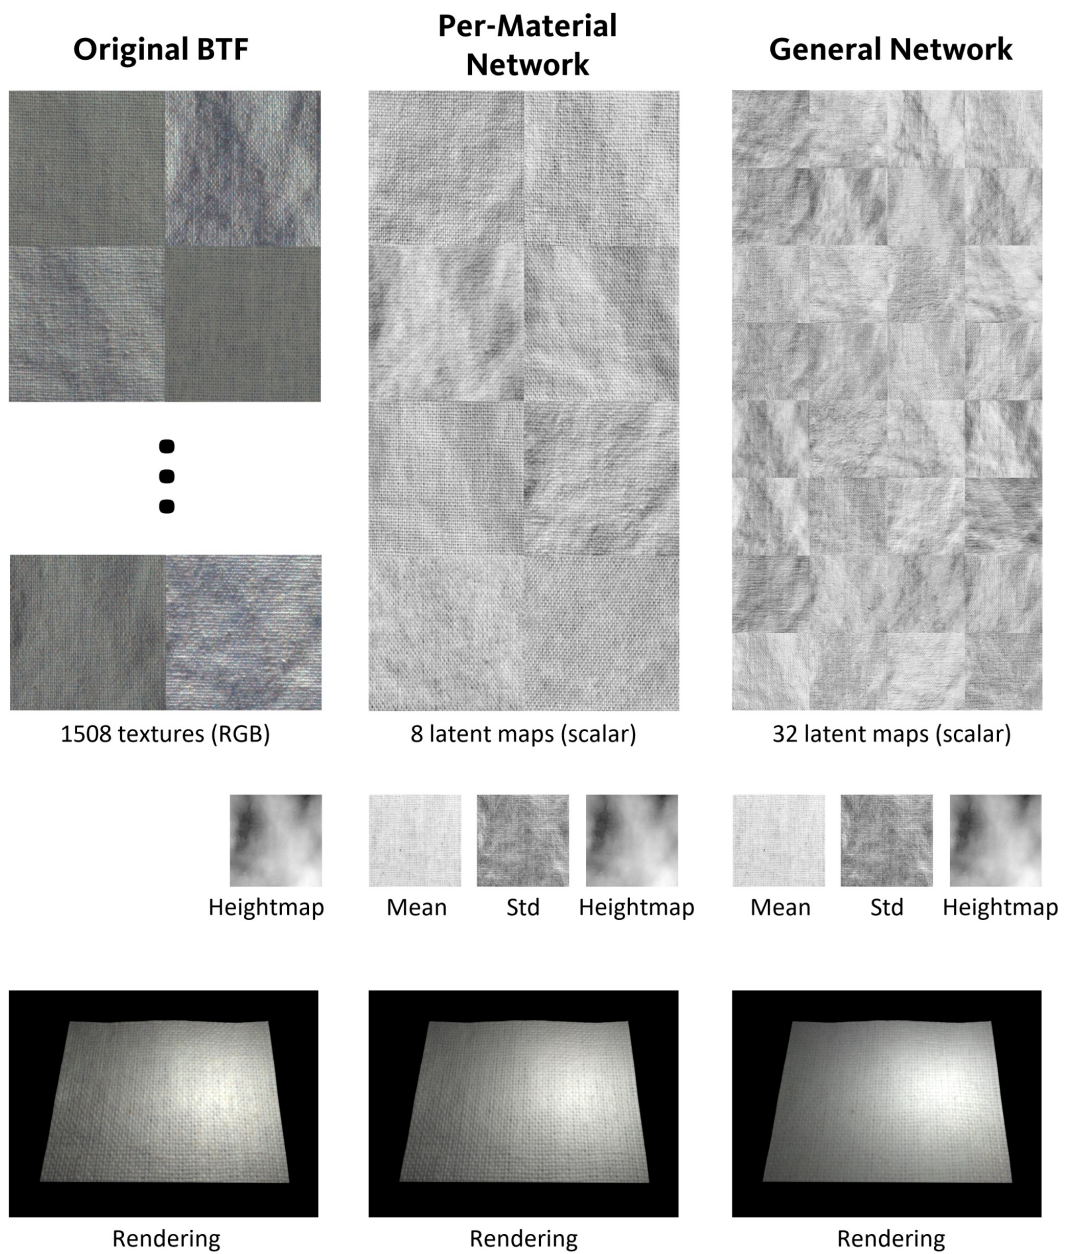 Original BTF
Per-Material
Network
General Network
1508 textures (RGB)
8 latent maps (scalar)
32 latent maps (scalar)
Heightmap
Mean
Std
Heightmap
Mean
Std
Heightmap
Rendering
Rendering
Rendering